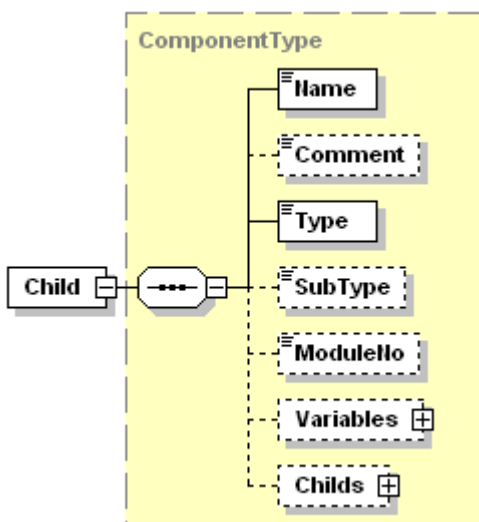 ComponentType
Name
Comment
Type
Child
SubType
ModuleNo
Variables
Childs